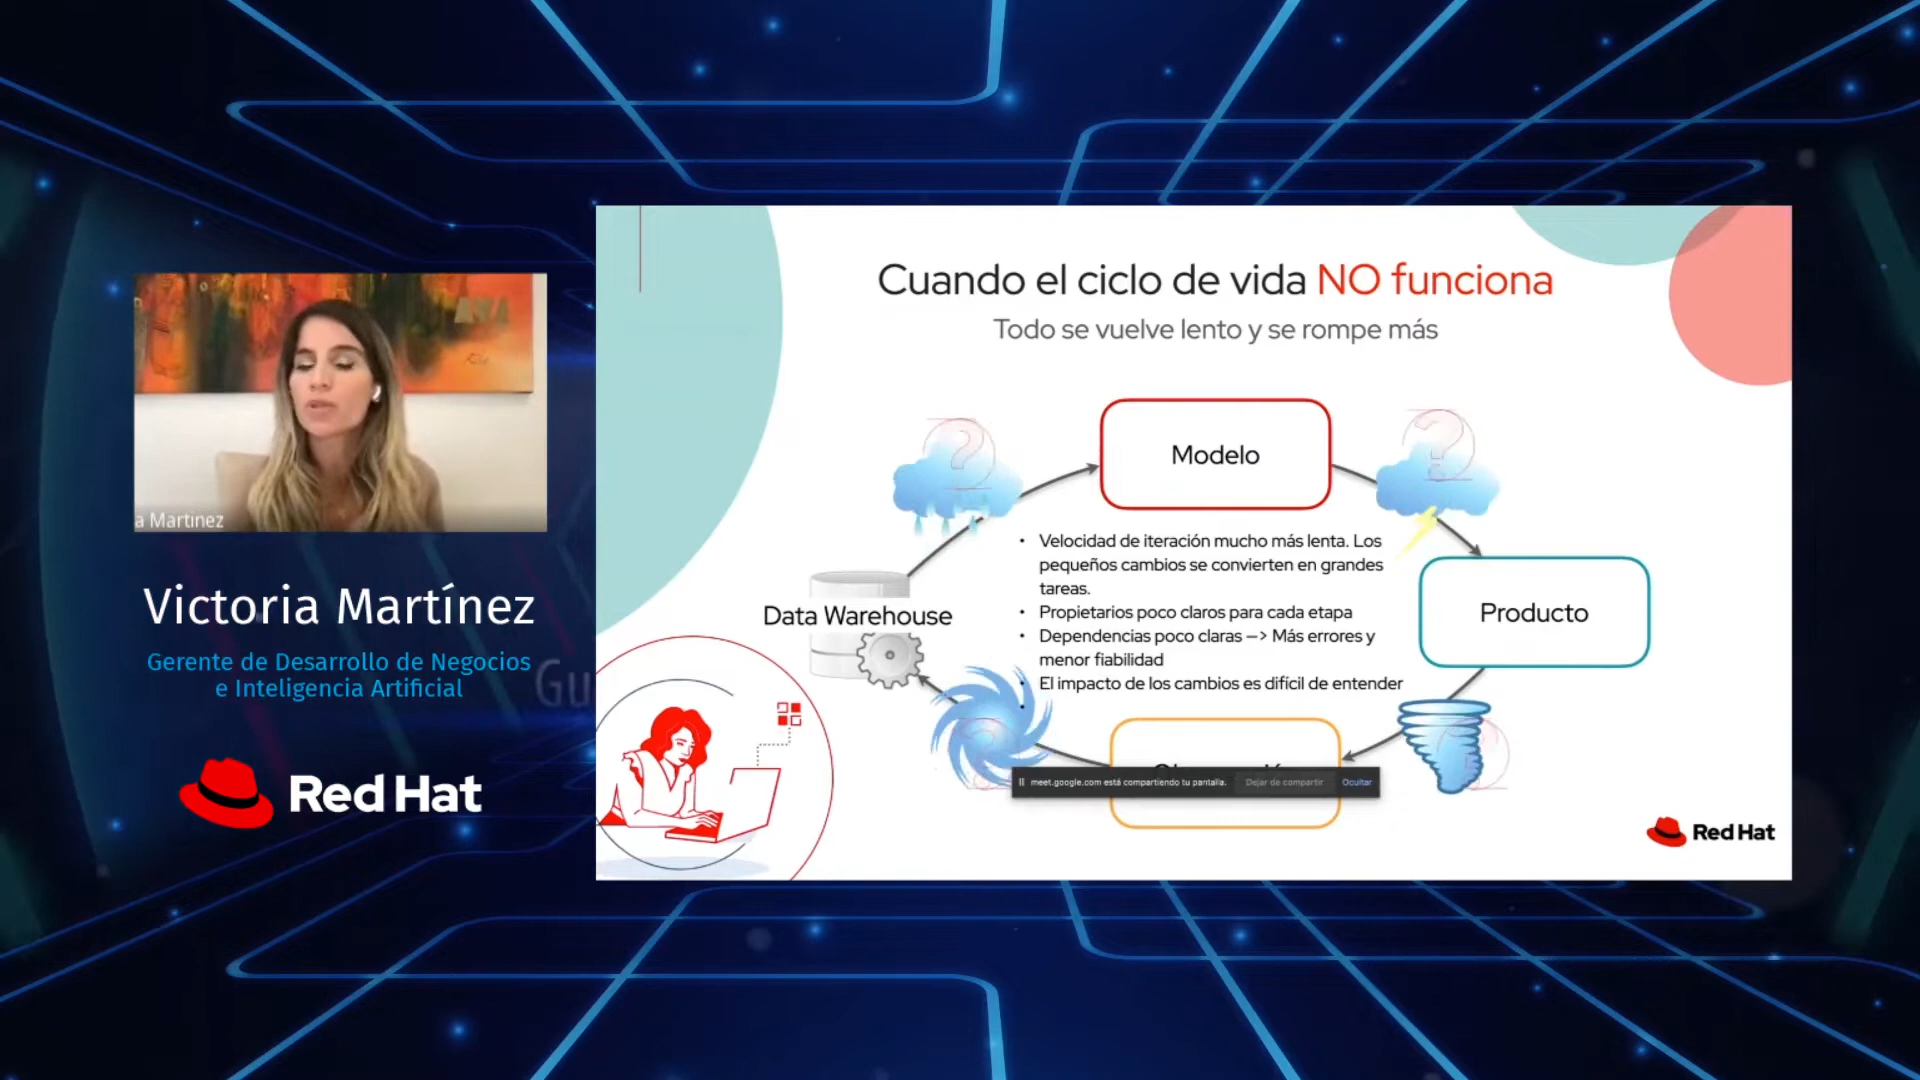 a Martinez
Victoria Martínez
Gerente de Desarrollo de Negocios
e Inteligencia Artificial
Red Hat
Gu
Cuando el ciclo de vida NO funciona
Todo se vuelve lento y se rompe más
Modelo
• Velocidad de iteración mucho más lenta. Los
pequeños cambios se convierten en grandes
tareas.
• Propietarios poco claros para cada etapa
• Dependencias poco claras —> Más errores y
menor fiabilidad
• El impacto de los cambios es difícil de entender
Data Warehouse
Producto
meet.google.com está compartiendo tu pantalla. Dejar de compartir Ocultar
Red Hat